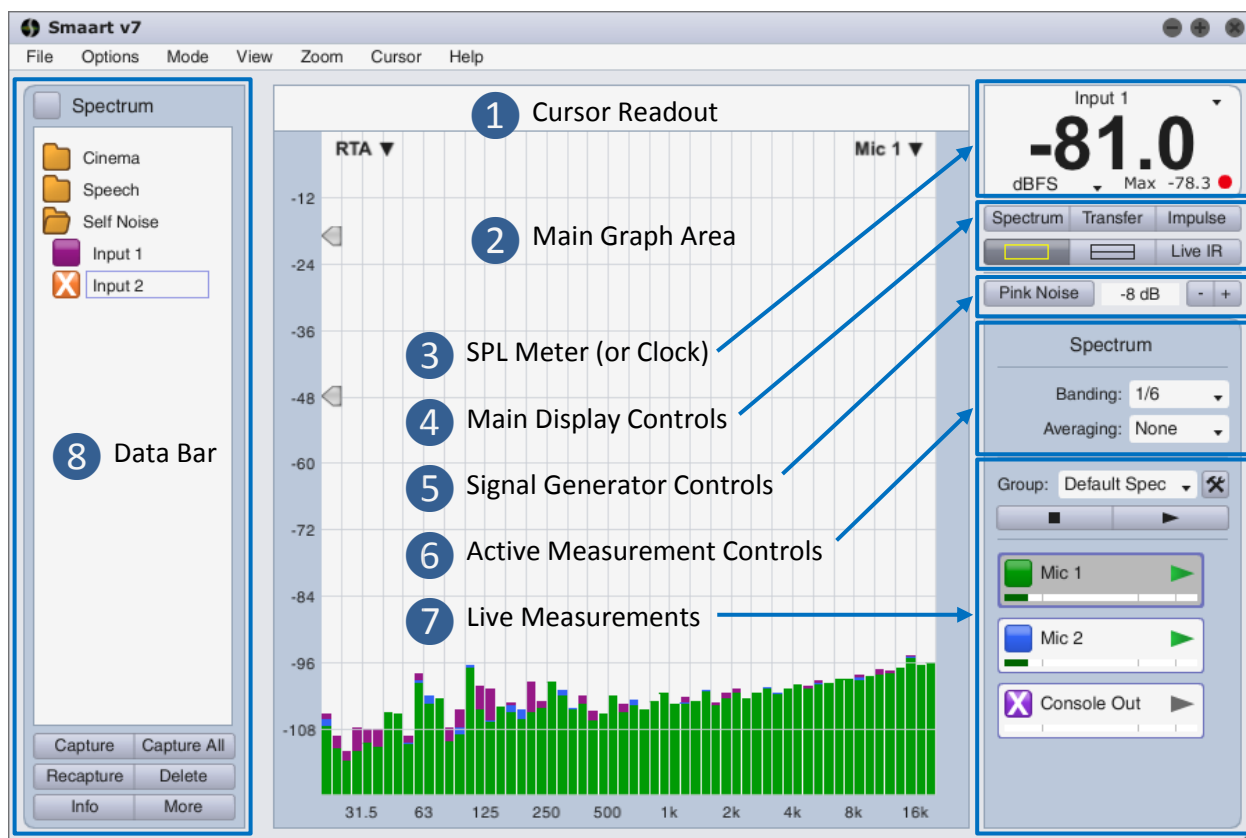 Smaart v7
File Options Mode View Zoom Cursor Help
Spectrum
Cinema
Speech
Self Noise
Input 1
X Input 2
8 Data Bar
Capture Capture All
Recapture Delete
Info More
1 Cursor Readout
RTA ▼ Mic 1 ▼
2 Main Graph Area
3 SPL Meter (or Clock)
4 Main Display Controls
5 Signal Generator Controls
6 Active Measurement Controls
7 Live Measurements
-12
-24
-36
-48
-60
-72
-84
-96
-108
31.5 63 125 250 500 1k 2k 4k 8k 16k
Input 1
-81.0
dBFS Max -78.3
Spectrum Transfer Impulse
Live IR
Pink Noise -8 dB - +
Spectrum
Banding: 1/6
Averaging: None
Group: Default Spec
Mic 1
Mic 2
X Console Out